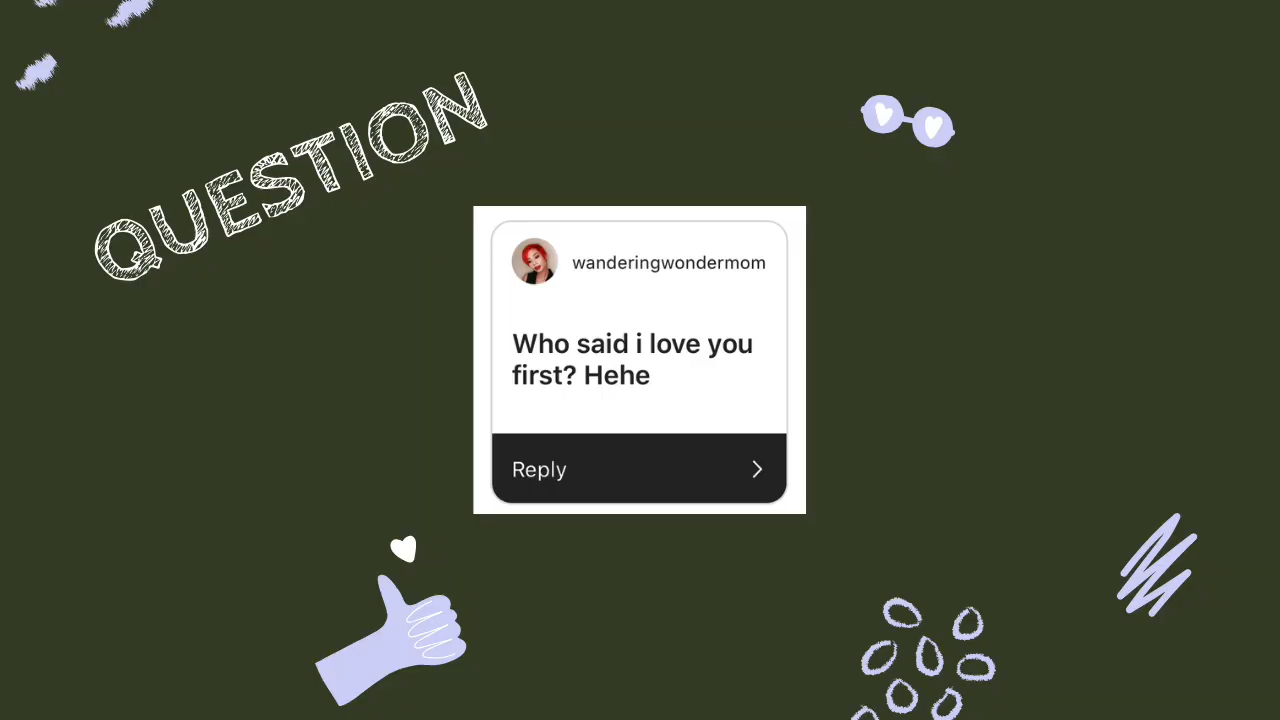 QUESTION
wanderingwondermom
Who said i love you
first? Hehe
Reply